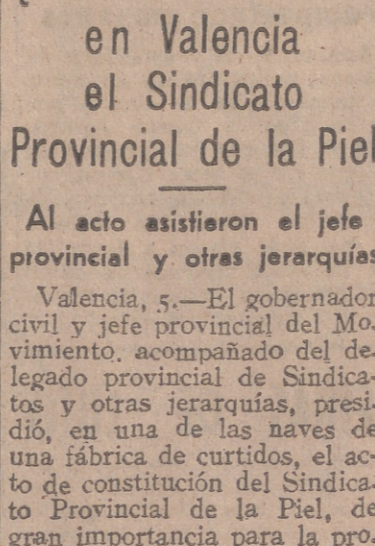 en Valencia
el Sindicato
Provincial de la Piel
Al acto asistieron el jefe
provincial y otras jerarquías
Valencia, 5.—El gobernador
civil y jefe provincial del Mo-
vimiento. acompañado del de-
legado provincial de Sindica-
tos y otras jerarquías, presi-
dió, en una de las naves de
una fábrica de curtidos, el ac-
to de constitución del Sindica-
to Provincial de la Piel, de
gran importancia para la pro-